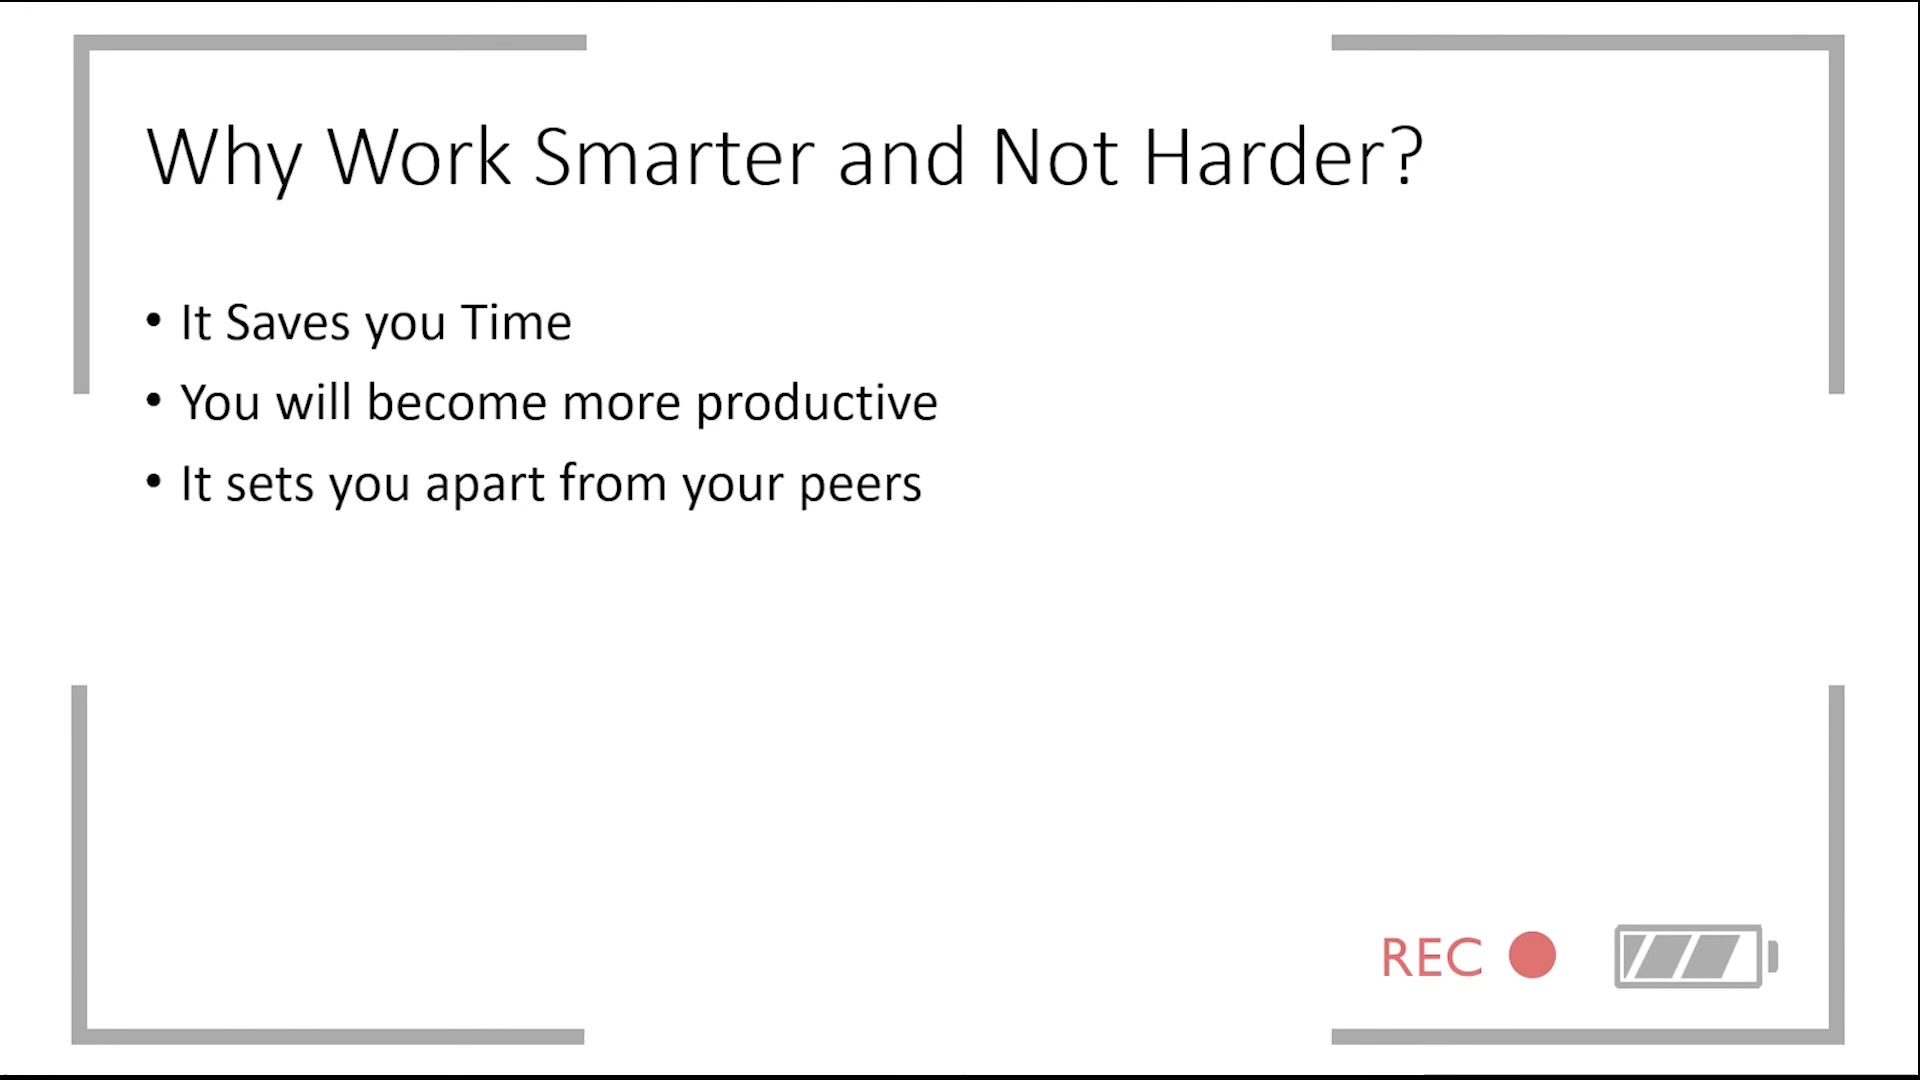 Why Work Smarter and Not Harder?
• It Saves you Time
• You will become more productive
• It sets you apart from your peers
REC